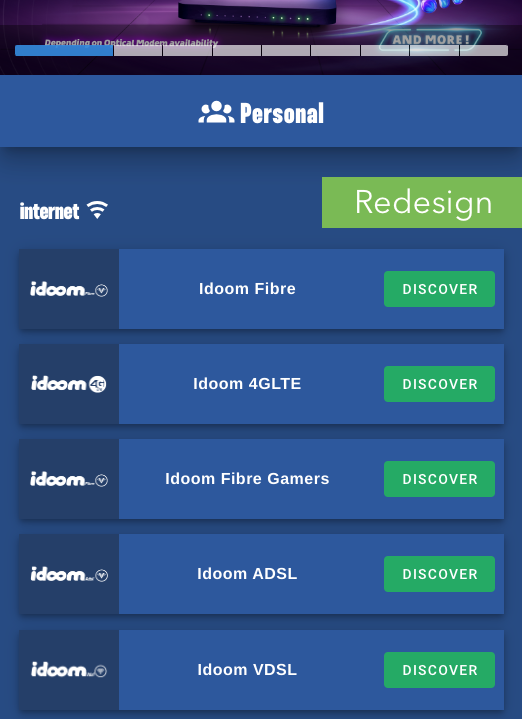 Depending on Optical Modem availability
AND MORE !
Personal
internet
Redesign
idoom
Idoom Fibre
DISCOVER
idoom 4G
Idoom 4GLTE
DISCOVER
idoom
Idoom Fibre Gamers
DISCOVER
idoom
Idoom ADSL
DISCOVER
idoom
Idoom VDSL
DISCOVER